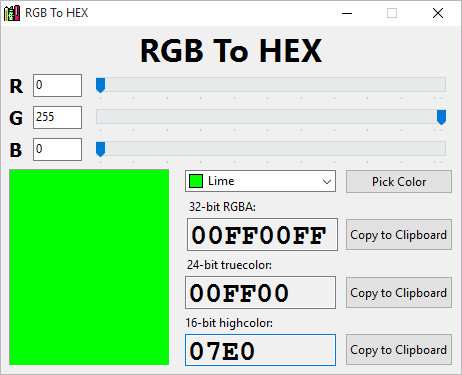 RGB To HEX
RGB To HEX
R 0
G 255
B 0
Lime Pick Color
32-bit RGBA:
00FF00FF Copy to Clipboard
24-bit truecolor:
00FF00 Copy to Clipboard
16-bit highcolor:
07E0 Copy to Clipboard